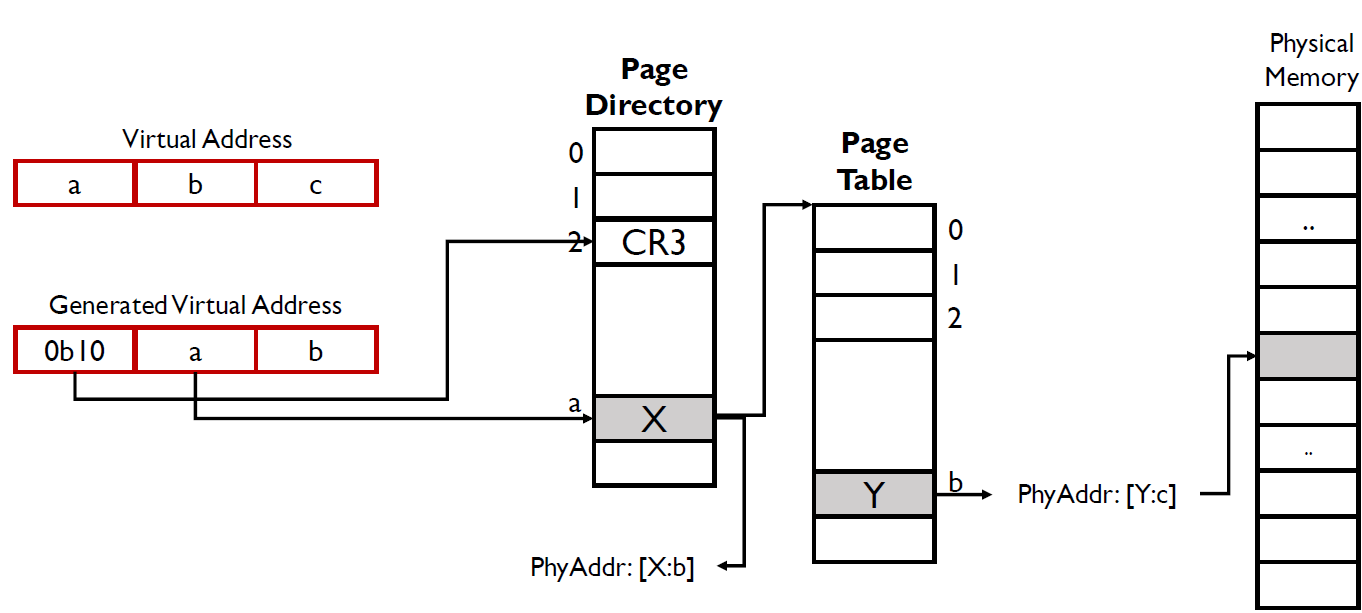 Virtual Address
a b c
Generated Virtual Address
0b10 a b
Page
Directory
0
1
2
CR3
a
X
PhyAddr: [X:b]
Page
Table
0
1
2
b
Y
PhyAddr: [Y:c]
Physical
Memory
..
..